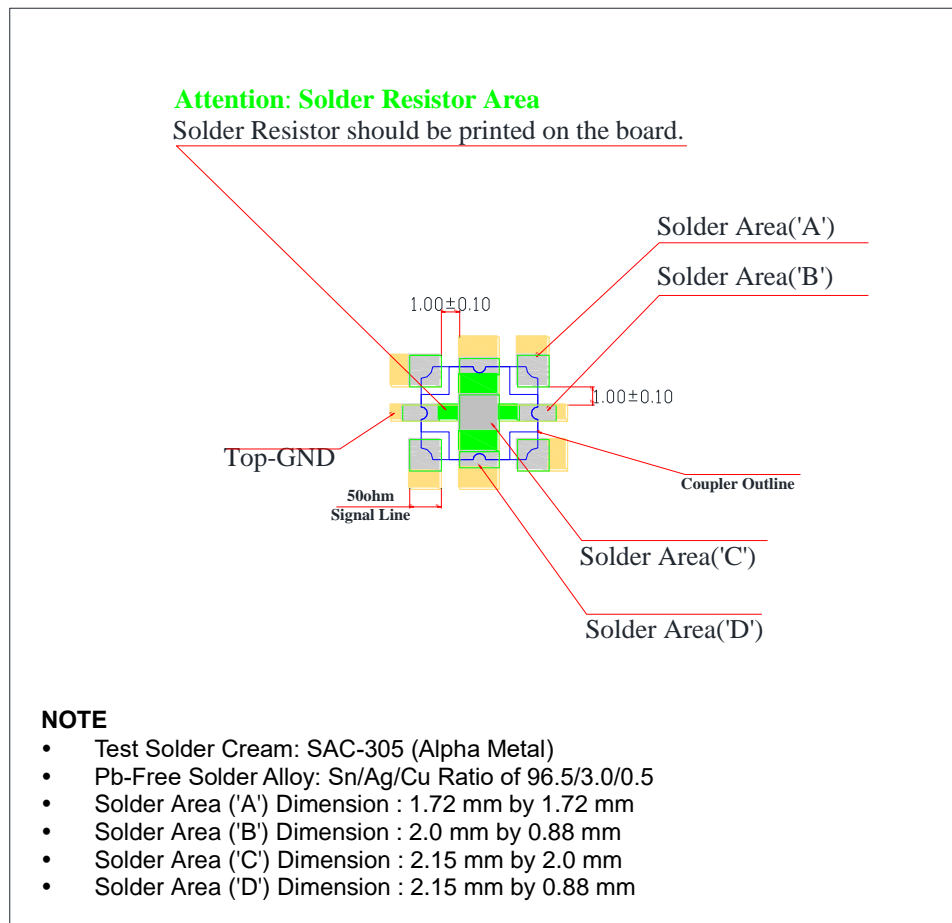 Attention: Solder Resistor Area
Solder Resistor should be printed on the board.
Solder Area('A')
Solder Area('B')
1.00±0.10
1.00±0.10
Top-GND
Coupler Outline
50ohm
Signal Line
Solder Area('C')
Solder Area('D')
NOTE
• Test Solder Cream: SAC-305 (Alpha Metal)
• Pb-Free Solder Alloy: Sn/Ag/Cu Ratio of 96.5/3.0/0.5
• Solder Area ('A') Dimension : 1.72 mm by 1.72 mm
• Solder Area ('B') Dimension : 2.0 mm by 0.88 mm
• Solder Area ('C') Dimension : 2.15 mm by 2.0 mm
• Solder Area ('D') Dimension : 2.15 mm by 0.88 mm